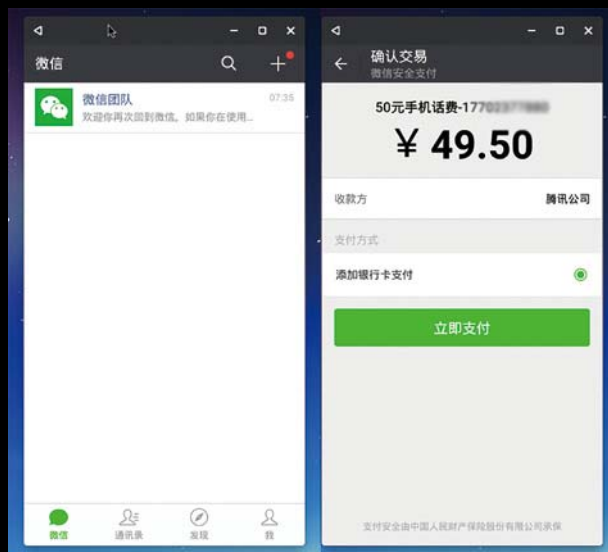 微信
微信团队
07:35
欢迎你再次回到微信。如果你在使用...
微信
通讯录
发现
我
确认交易
微信安全支付
50元手机话费-177
¥ 49.50
收款方
腾讯公司
支付方式
添加银行卡支付
立即支付
支付安全由中国人民财产保险股份有限公司承保